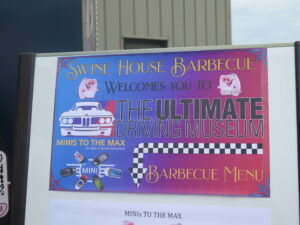 Swine House Barbecue
Welcomes you to
THE ULTIMATE
DRIVING MUSEUM
MINIS TO THE MAX
MINI
Barbecue Menu
MINIs TO THE MAX